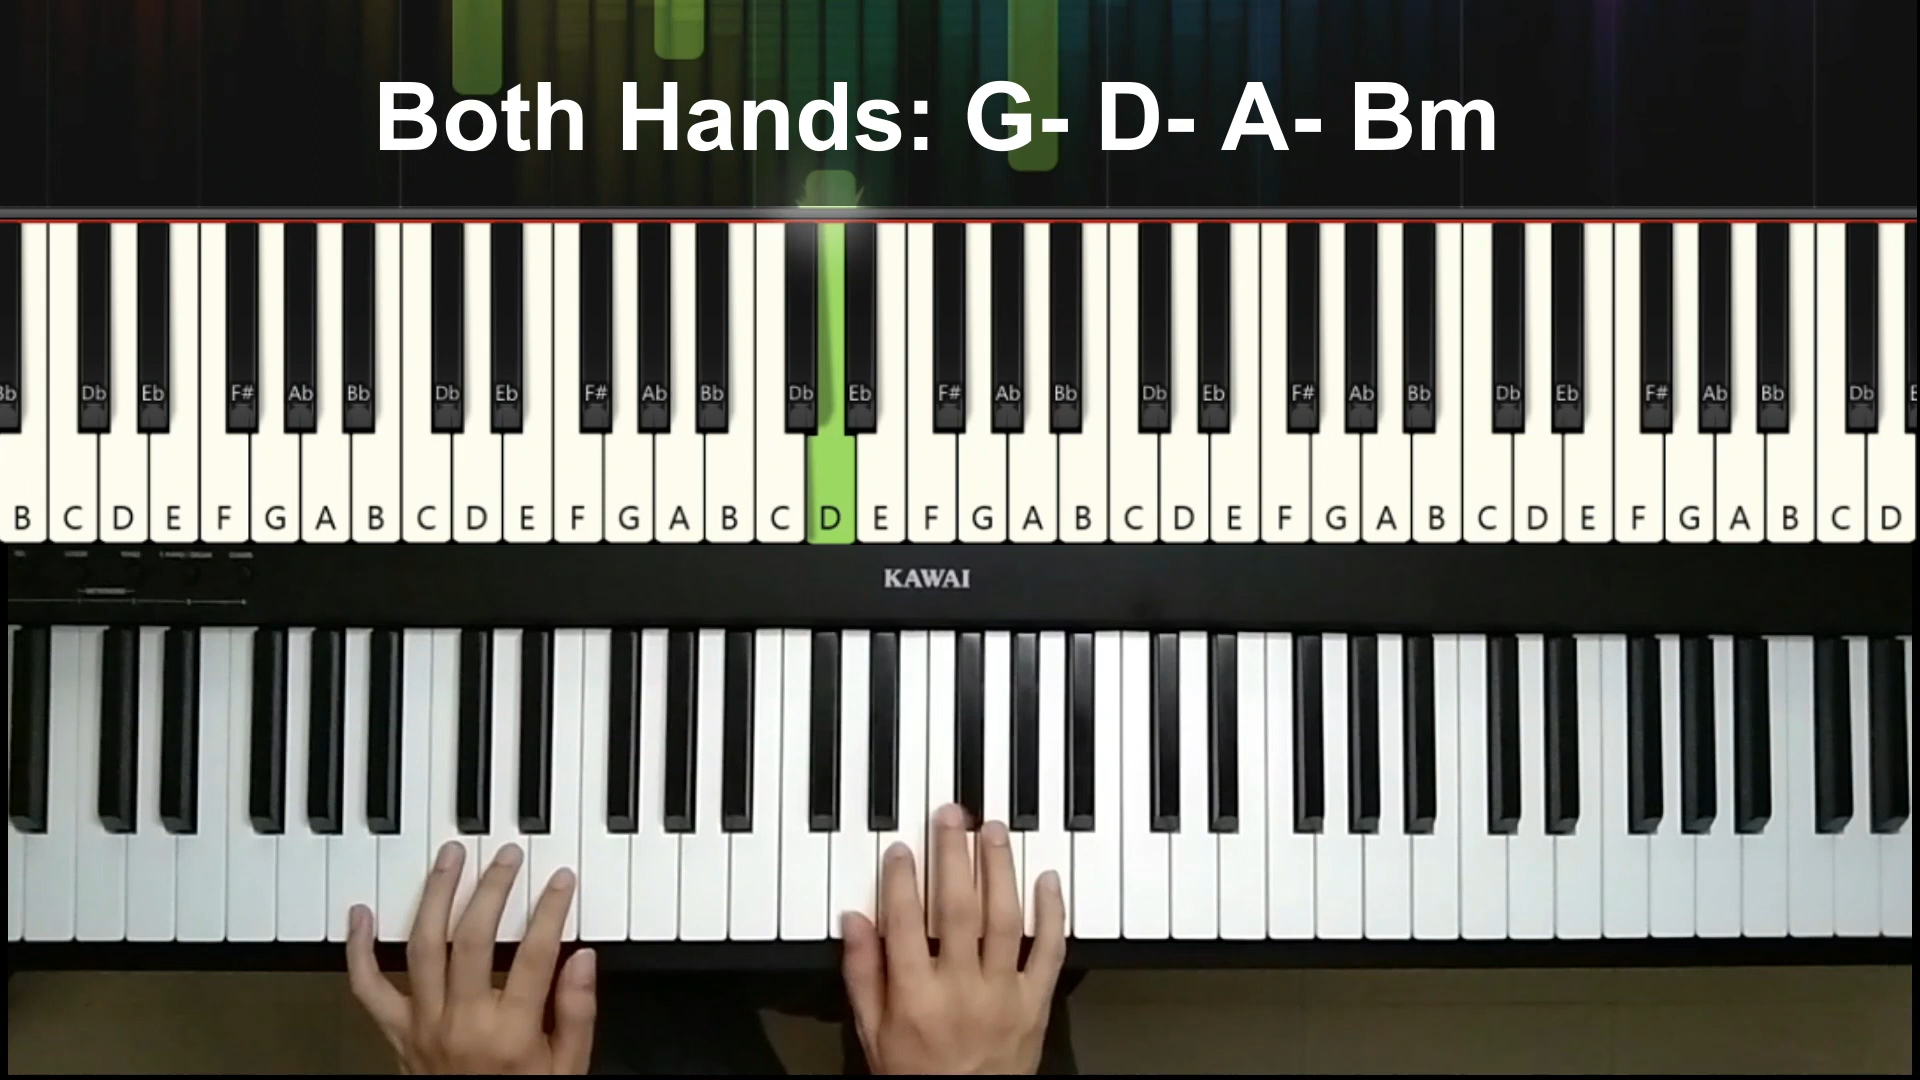 Both Hands: G- D- A- Bm
Bb Db Eb F# Ab Bb Db Eb F# Ab Bb Db Eb F# Ab Bb Db Eb F# Ab Bb Db Eb F# Ab Bb Db
B C D E F G A B C D E F G A B C D E F G A B C D E F G A B C D E F G A B C D
KAWAI